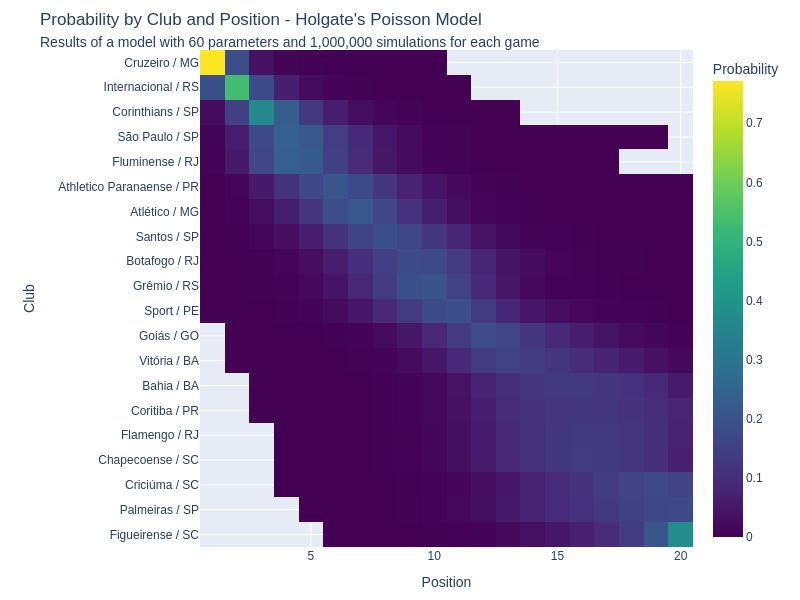 Probability by Club and Position - Holgate's Poisson Model
Results of a model with 60 parameters and 1,000,000 simulations for each game
Cruzeiro / MG
Internacional / RS
Corinthians / SP
São Paulo / SP
Fluminense / RJ
Athletico Paranaense / PR
Atlético / MG
Santos / SP
Botafogo / RJ
Grêmio / RS
Sport / PE
Goiás / GO
Vitória / BA
Bahia / BA
Coritiba / PR
Flamengo / RJ
Chapecoense / SC
Criciúma / SC
Palmeiras / SP
Figueirense / SC
Club
5
10
15
20
Position
Probability
0.7
0.6
0.5
0.4
0.3
0.2
0.1
0